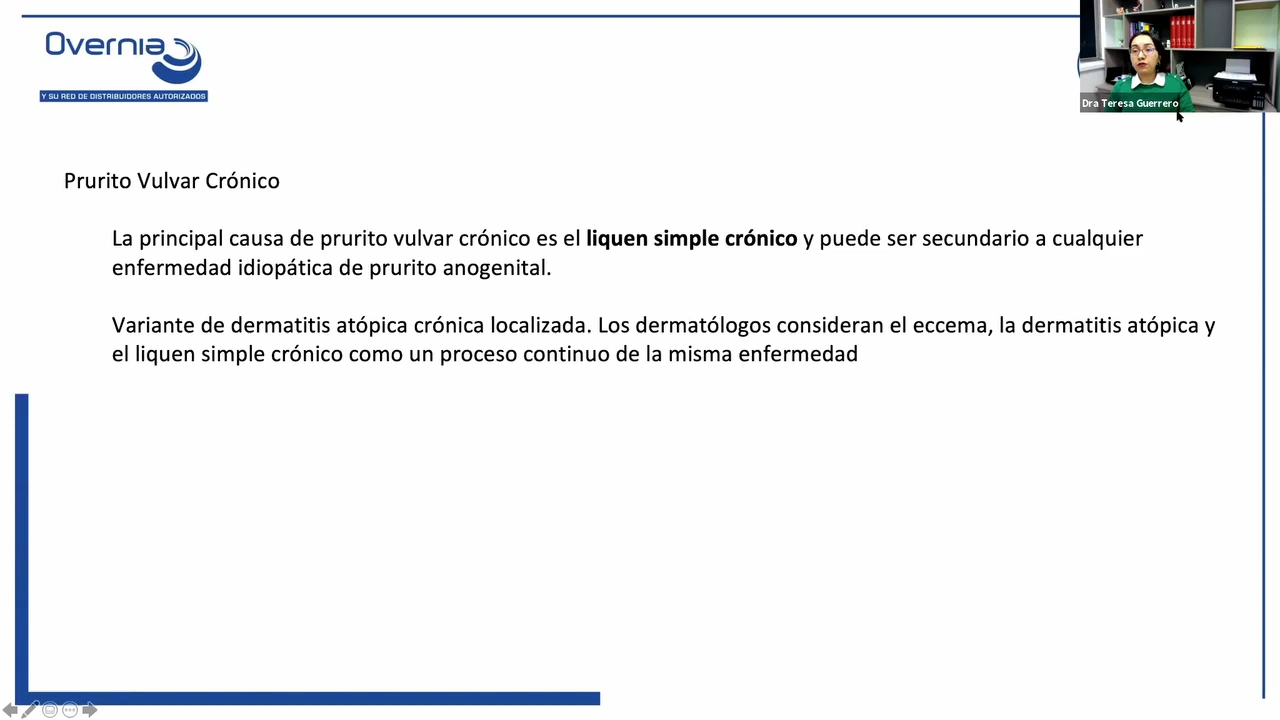 Overnia
Y SU RED DE DISTRIBUIDORES AUTORIZADOS
Dra Teresa Guerrero
Prurito Vulvar Crónico
La principal causa de prurito vulvar crónico es el liquen simple crónico y puede ser secundario a cualquier
enfermedad idiopática de prurito anogenital.
Variante de dermatitis atópica crónica localizada. Los dermatólogos consideran el eccema, la dermatitis atópica y
el liquen simple crónico como un proceso continuo de la misma enfermedad